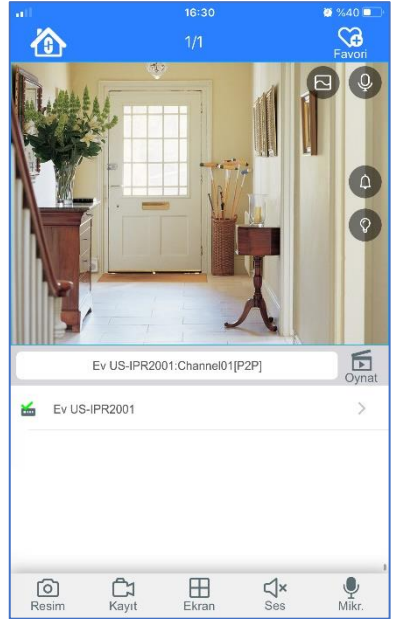 16:30
%40
1/1
Favori
Ev US-IPR2001:Channel01[P2P]
Oynat
Ev US-IPR2001
Resim Kayıt Ekran Ses Mikr.